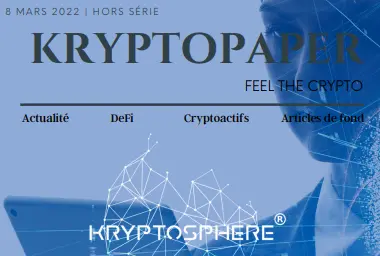 8 MARS 2022 | HORS SÉRIE
KRYPTOPAPER
FEEL THE CRYPTO
Actualité DeFi Cryptoactifs Articles de fond
KRYPTOSPHERE®